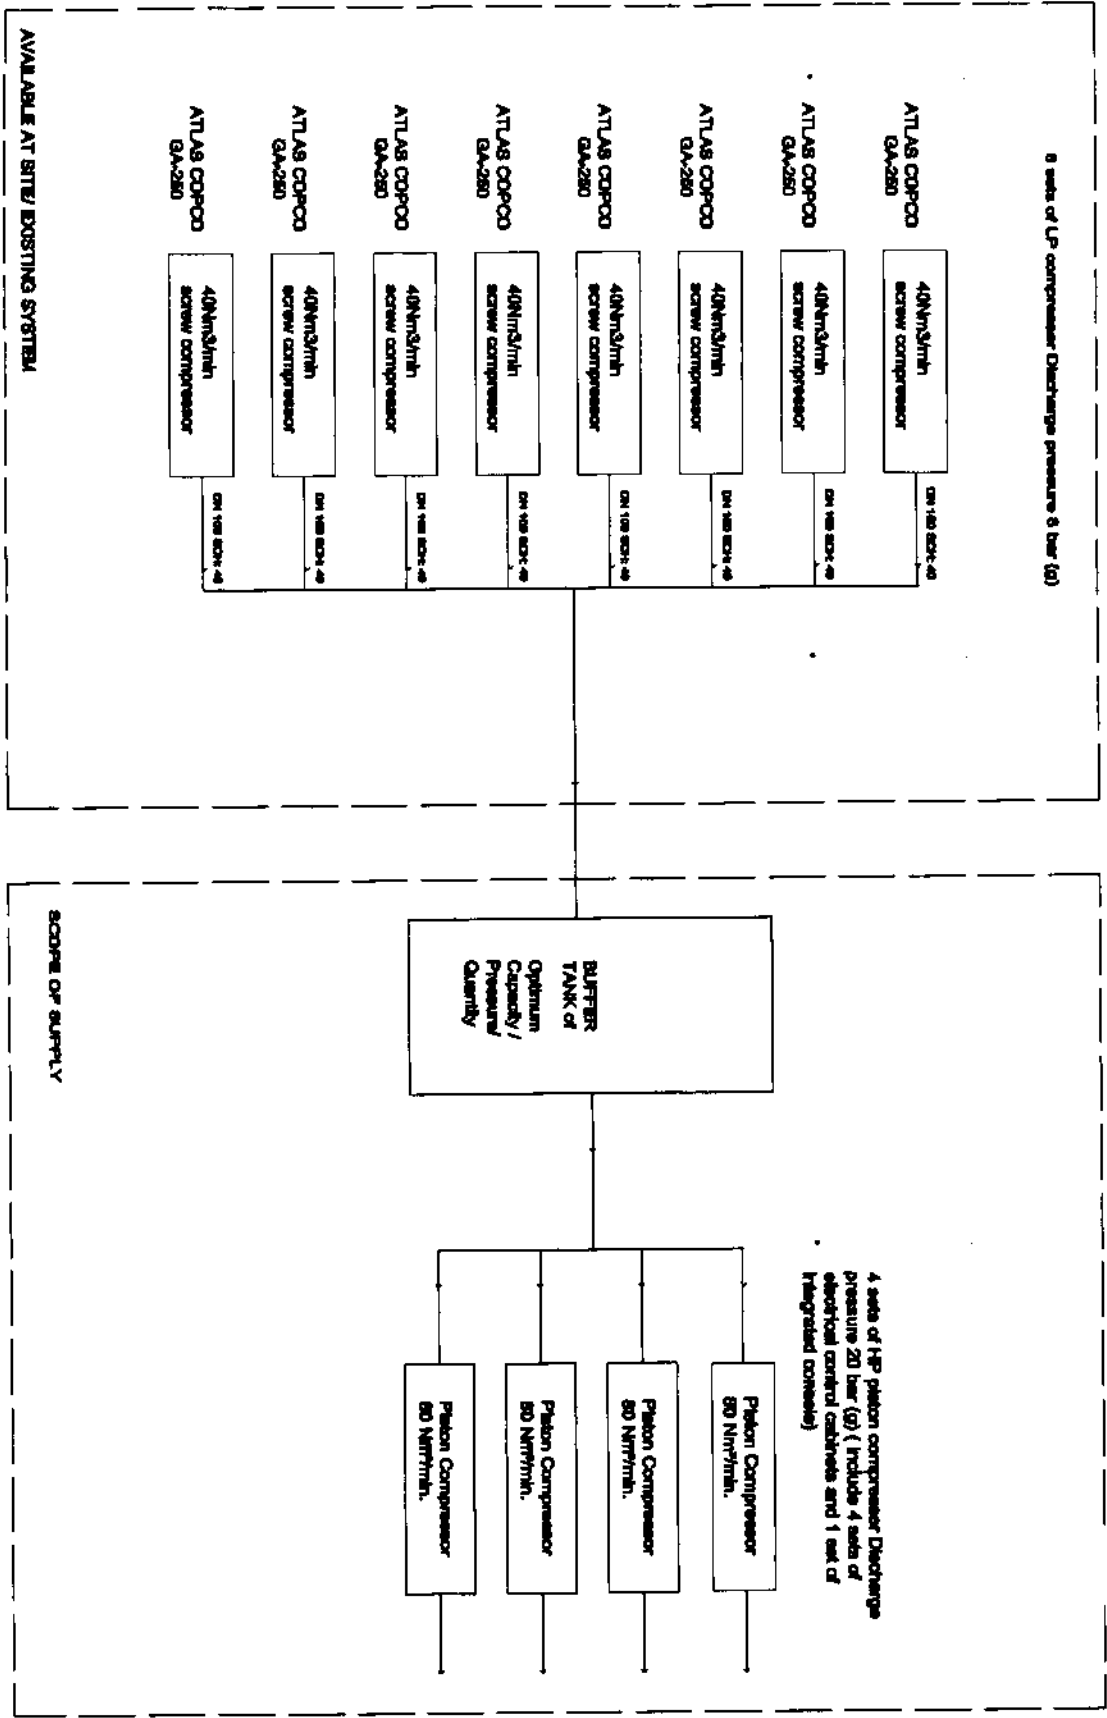 8 sets of LP compressor Discharge pressure 8 bar (g)
ATLAS COPCO
GA-250
40Nm3/min
screw compressor
DN 100 SCH: 40
ATLAS COPCO
GA-250
40Nm3/min
screw compressor
DN 100 SCH: 40
ATLAS COPCO
GA-250
40Nm3/min
screw compressor
DN 100 SCH: 40
ATLAS COPCO
GA-250
40Nm3/min
screw compressor
DN 100 SCH: 40
ATLAS COPCO
GA-250
40Nm3/min
screw compressor
DN 100 SCH: 40
ATLAS COPCO
GA-250
40Nm3/min
screw compressor
DN 100 SCH: 40
ATLAS COPCO
GA-250
40Nm3/min
screw compressor
DN 100 SCH: 40
ATLAS COPCO
GA-250
40Nm3/min
screw compressor
DN 100 SCH: 40
AVAILABLE AT SITE/ EXISTING SYSTEM
BUFFER
TANK of
Optimum
Capacity /
Pressure/
Quantity
4 sets of HP piston compressor Discharge
pressure 20 bar (g) ( Include 4 sets of
electrical control cabinets and 1 set of
integrated console)
Piston Compressor
80 Nm³/min.
Piston Compressor
80 Nm³/min.
Piston Compressor
80 Nm³/min.
Piston Compressor
80 Nm³/min.
SCOPE OF SUPPLY